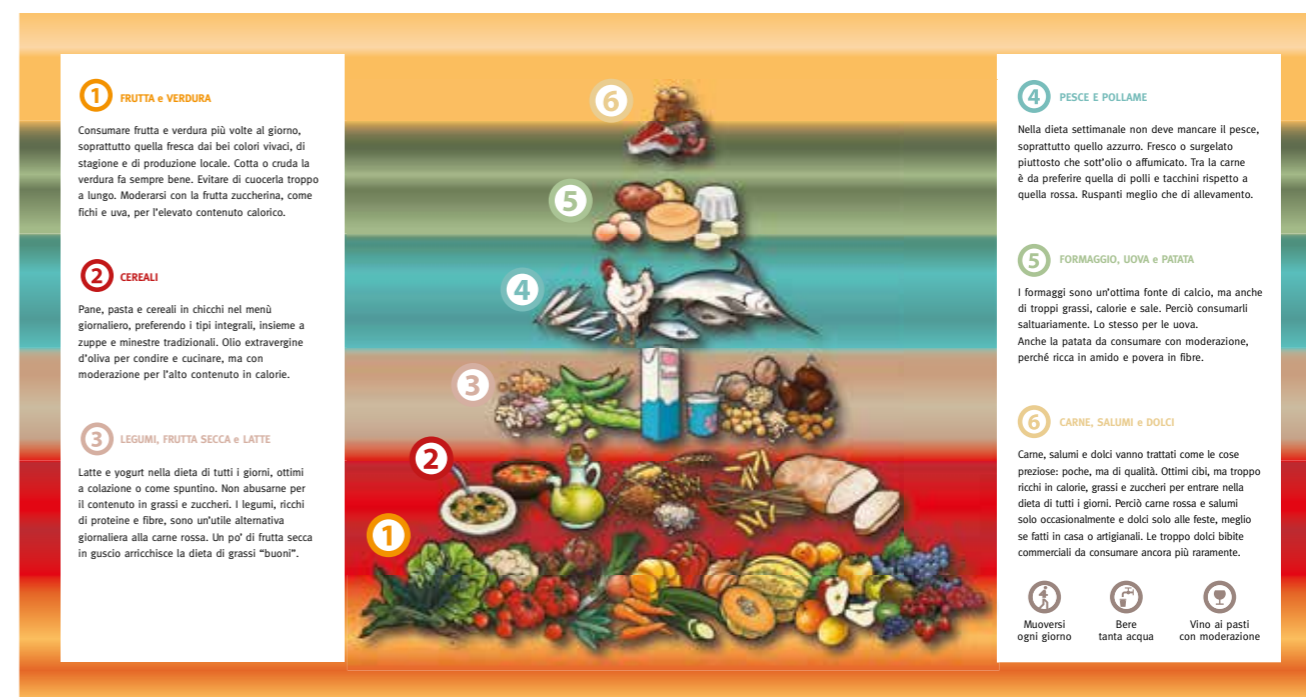 1 FRUTTA e VERDURA
Consumare frutta e verdura più volte al giorno,
soprattutto quella fresca dai bei colori vivaci, di
stagione e di produzione locale. Cotta o cruda la
verdura fa sempre bene. Evitare di cuocerla troppo
a lungo. Moderarsi con la frutta zuccherina, come
fichi e uva, per l'elevato contenuto calorico.
2 CEREALI
Pane, pasta e cereali in chicchi nel menù
giornaliero, preferendo i tipi integrali, insieme a
zuppe e minestre tradizionali. Olio extravergine
d'oliva per condire e cucinare, ma con
moderazione per l'alto contenuto in calorie.
3 LEGUMI, FRUTTA SECCA e LATTE
Latte e yogurt nella dieta di tutti i giorni, ottimi
a colazione o come spuntino. Non abusarne per
il contenuto in grassi e zuccheri. I legumi, ricchi
di proteine e fibre, sono un'utile alternativa
giornaliera alla carne rossa. Un po' di frutta secca
in guscio arricchisce la dieta di grassi "buoni".
6
5
4
3
2
1
4 PESCE E POLLAME
Nella dieta settimanale non deve mancare il pesce,
soprattutto quello azzurro. Fresco o surgelato
piuttosto che sott'olio o affumicato. Tra la carne
è da preferire quella di polli e tacchini rispetto a
quella rossa. Ruspanti meglio che di allevamento.
5 FORMAGGIO, UOVA e PATATA
I formaggi sono un'ottima fonte di calcio, ma anche
di troppi grassi, calorie e sale. Perciò consumarli
saltuariamente. Lo stesso per le uova.
Anche la patata da consumare con moderazione,
perché ricca in amido e povera in fibre.
6 CARNE, SALUMI e DOLCI
Carne, salumi e dolci vanno trattati come le cose
preziose: poche, ma di qualità. Ottimi cibi, ma troppo
ricchi in calorie, grassi e zuccheri per entrare nella
dieta di tutti i giorni. Perciò carne rossa e salumi
solo occasionalmente e dolci solo alle feste, meglio
se fatti in casa o artigianali. Le troppo dolci bibite
commerciali da consumare ancora più raramente.
Muoversi
ogni giorno
Bere
tanta acqua
Vino ai pasti
con moderazione